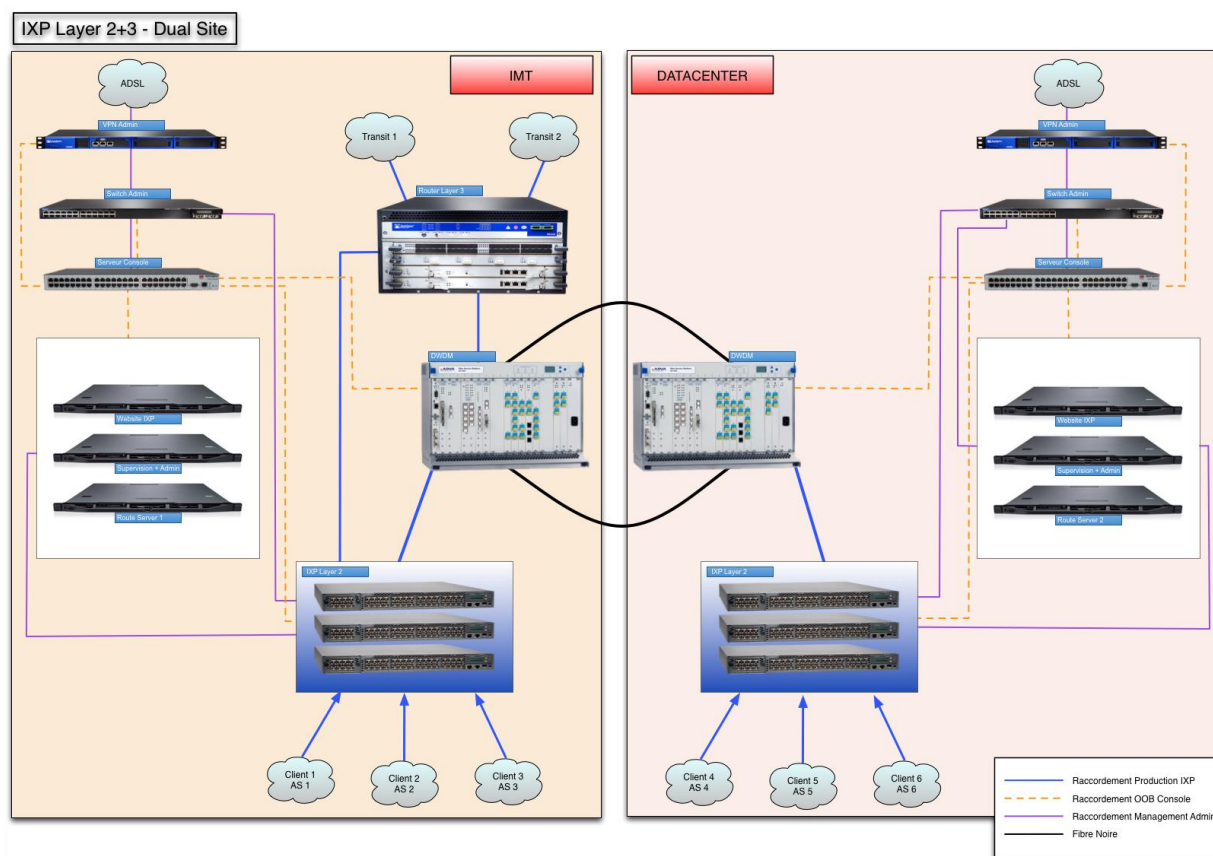 IXP Layer 2+3 - Dual Site
IMT
ADSL
VPN Admin
Switch Admin
Serveur Console
Website IXP
Supervision + Admin
Route Server 1
Transit 1
Transit 2
Router Layer 3
DWDM
IXP Layer 2
Client 1
AS 1
Client 2
AS 2
Client 3
AS 3
DATACENTER
ADSL
VPN Admin
Switch Admin
Serveur Console
DWDM
Website IXP
Supervision + Admin
Route Server 2
IXP Layer 2
Client 4
AS 4
Client 5
AS 5
Client 6
AS 6
Raccordement Production IXP
Raccordement OOB Console
Raccordement Management Admin
Fibre Noire